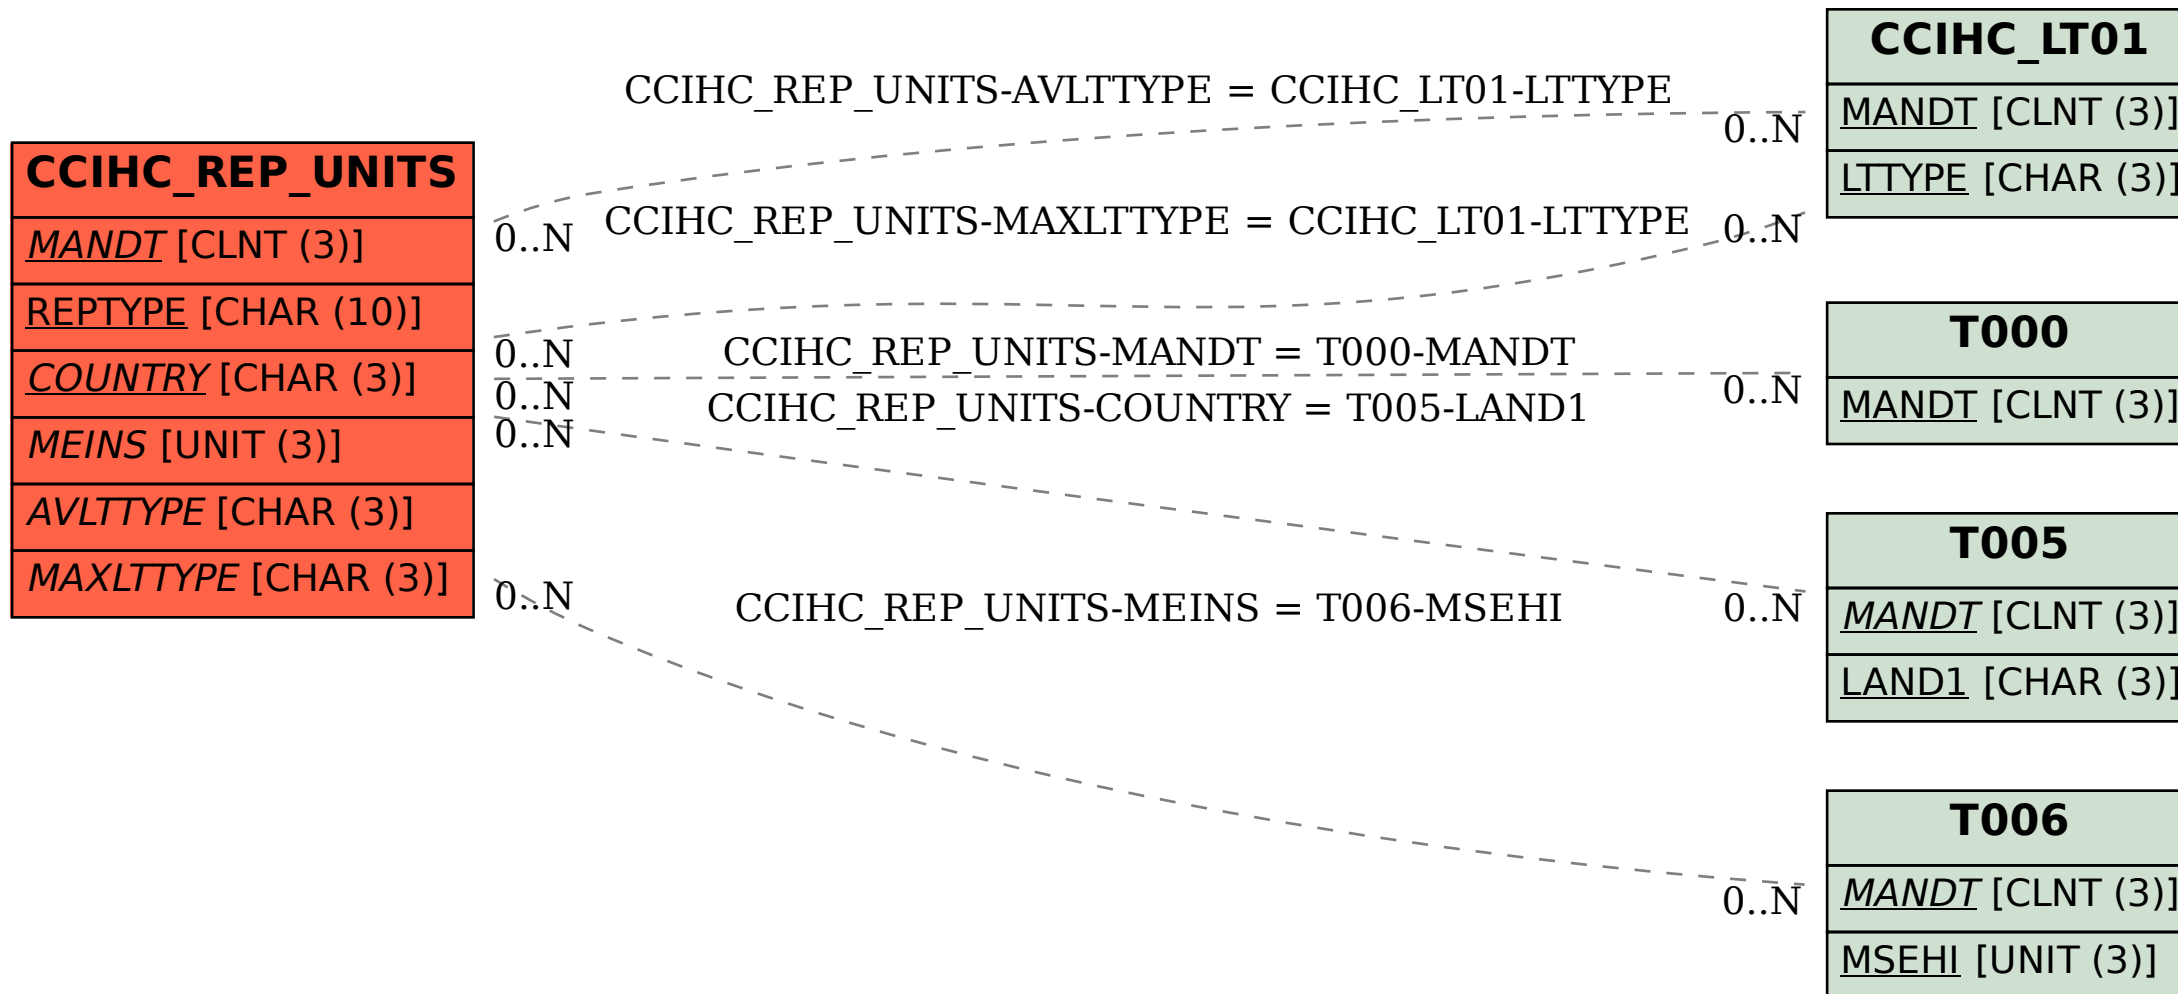 CCIHC_REP_UNITS
MANDT [CLNT (3)]
REPTYPE [CHAR (10)]
COUNTRY [CHAR (3)]
MEINS [UNIT (3)]
AVLTTYPE [CHAR (3)]
MAXLTTYPE [CHAR (3)]
CCIHC_REP_UNITS-AVLTTYPE = CCIHC_LT01-LTTYPE
0..N
0..N
CCIHC_REP_UNITS-MAXLTTYPE = CCIHC_LT01-LTTYPE
0..N
0..N
CCIHC_REP_UNITS-MANDT = T000-MANDT
0..N
0..N
CCIHC_REP_UNITS-COUNTRY = T005-LAND1
0..N
0..N
CCIHC_REP_UNITS-MEINS = T006-MSEHI
0..N
0..N
CCIHC_LT01
MANDT [CLNT (3)]
LTTYPE [CHAR (3)]
T000
MANDT [CLNT (3)]
T005
MANDT [CLNT (3)]
LAND1 [CHAR (3)]
T006
MANDT [CLNT (3)]
MSEHI [UNIT (3)]